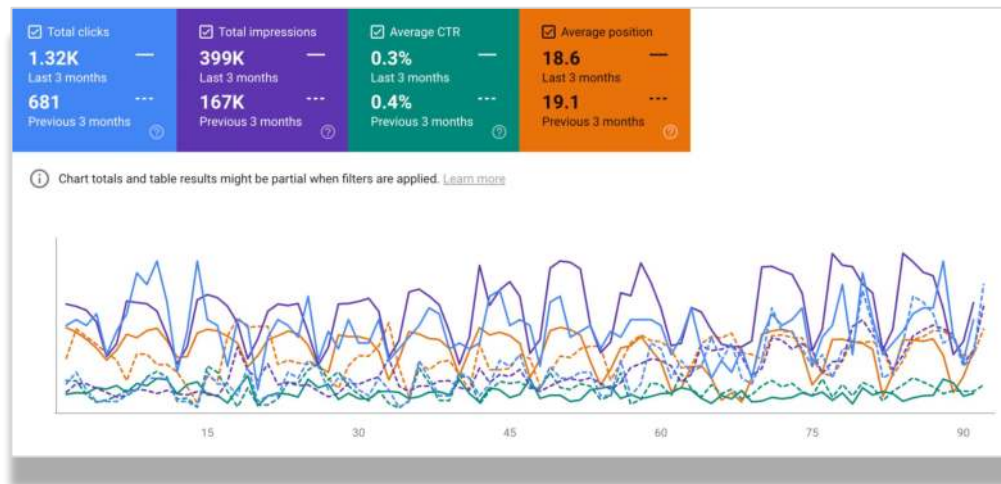 Total clicks
1.32K
Last 3 months
681
Previous 3 months
Total impressions
399K
Last 3 months
167K
Previous 3 months
Average CTR
0.3%
Last 3 months
0.4%
Previous 3 months
Average position
18.6
Last 3 months
19.1
Previous 3 months
Chart totals and table results might be partial when filters are applied. Learn more
15 30 45 60 75 90